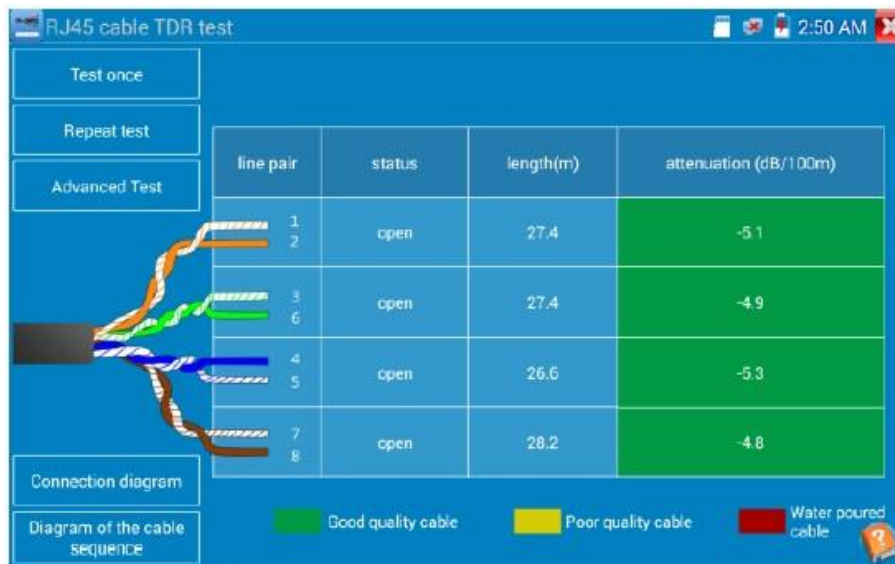 RJ45 cable TDR test
2:50 AM
Test once
Repeat test
Advanced Test
line pair status length(m) attenuation (dB/100m)
1
2
open 27.4 -5.1
3
6
open 27.4 -4.9
4
5
open 26.6 -5.3
7
8
open 28.2 -4.8
Connection diagram
Diagram of the cable
sequence
Good quality cable
Poor quality cable
Water poured
cable
?